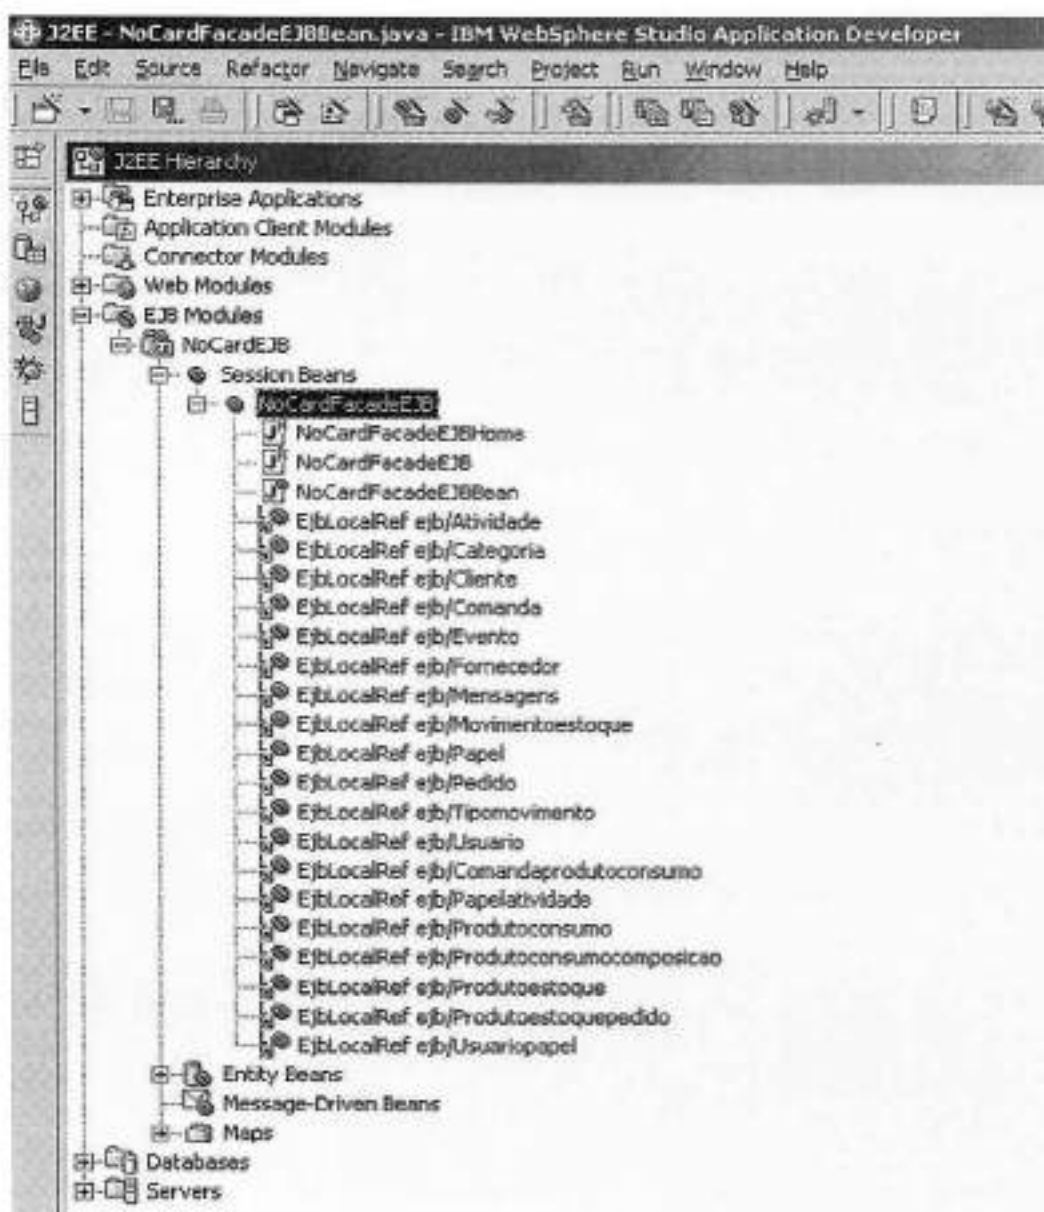 J2EE - NoCardFacadeEJBBean.java - IBM WebSphere Studio Application Developer
File Edit Source Refactor Navigate Search Project Run Window Help
J2EE Hierarchy
Enterprise Applications
Application Client Modules
Connector Modules
Web Modules
EJB Modules
NoCardEJB
Session Beans
NoCardFacadeEJB
NoCardFacadeEJBHome
NoCardFacadeEJB
NoCardFacadeEJBBean
EjbLocalRef ejb/Atividade
EjbLocalRef ejb/Categoria
EjbLocalRef ejb/Cliente
EjbLocalRef ejb/Comanda
EjbLocalRef ejb/Evento
EjbLocalRef ejb/Fornecedor
EjbLocalRef ejb/Mensagens
EjbLocalRef ejb/Movimentoestoque
EjbLocalRef ejb/Papel
EjbLocalRef ejb/Pedido
EjbLocalRef ejb/Tipomovimento
EjbLocalRef ejb/Usuario
EjbLocalRef ejb/Comandaprodutoconsumo
EjbLocalRef ejb/Papelatividade
EjbLocalRef ejb/Produtoconsumo
EjbLocalRef ejb/Produtoconsumocomposicao
EjbLocalRef ejb/Produtoestoque
EjbLocalRef ejb/Produtoestoquepedido
EjbLocalRef ejb/Usuariopapel
Entity Beans
Message-Driven Beans
Maps
Databases
Servers